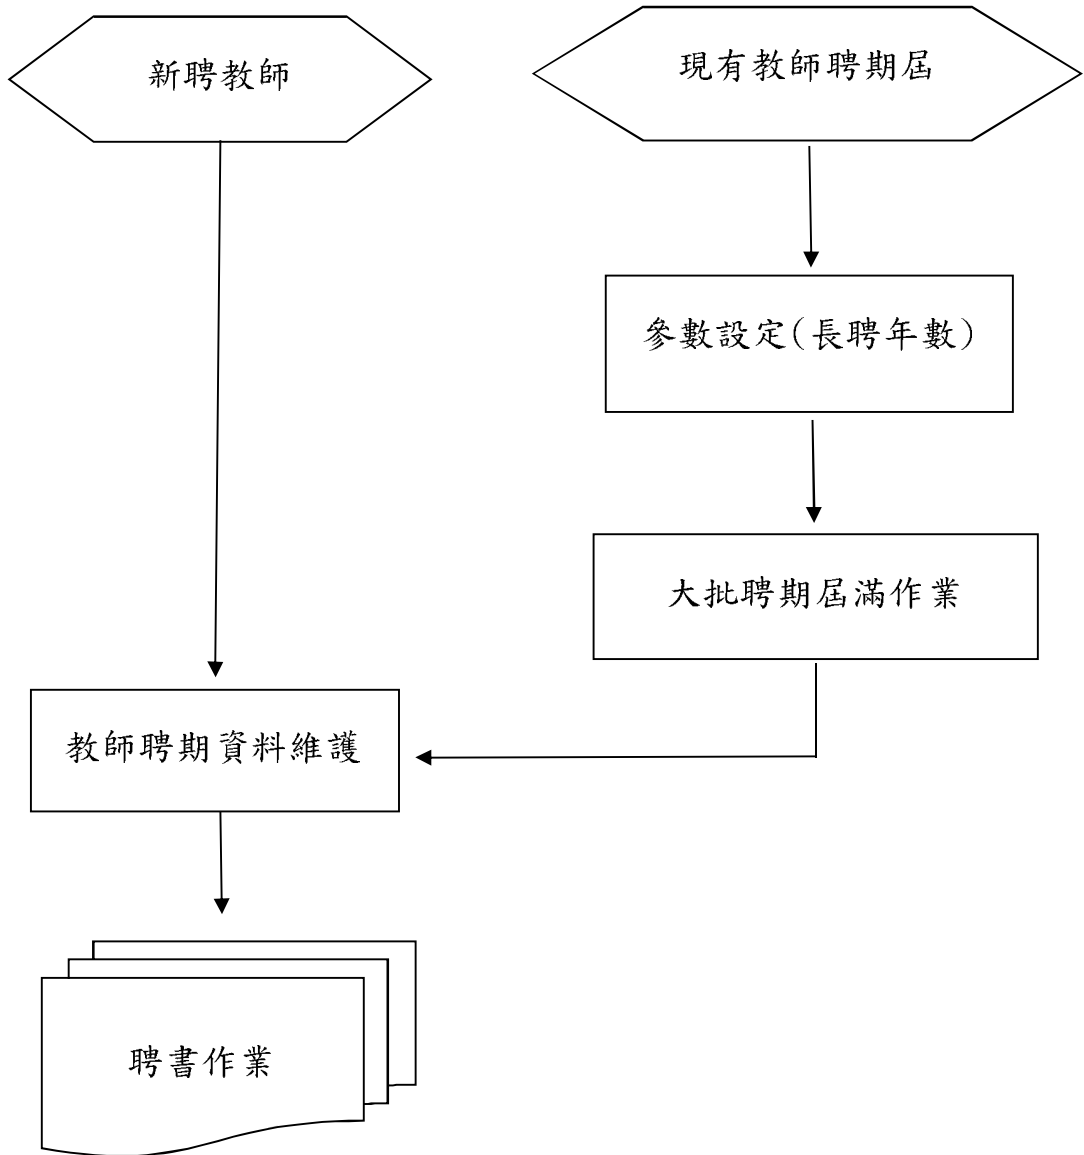 新聘教師
現有教師聘期屆
參數設定(長聘年數)
大批聘期屆滿作業
教師聘期資料維護
聘書作業